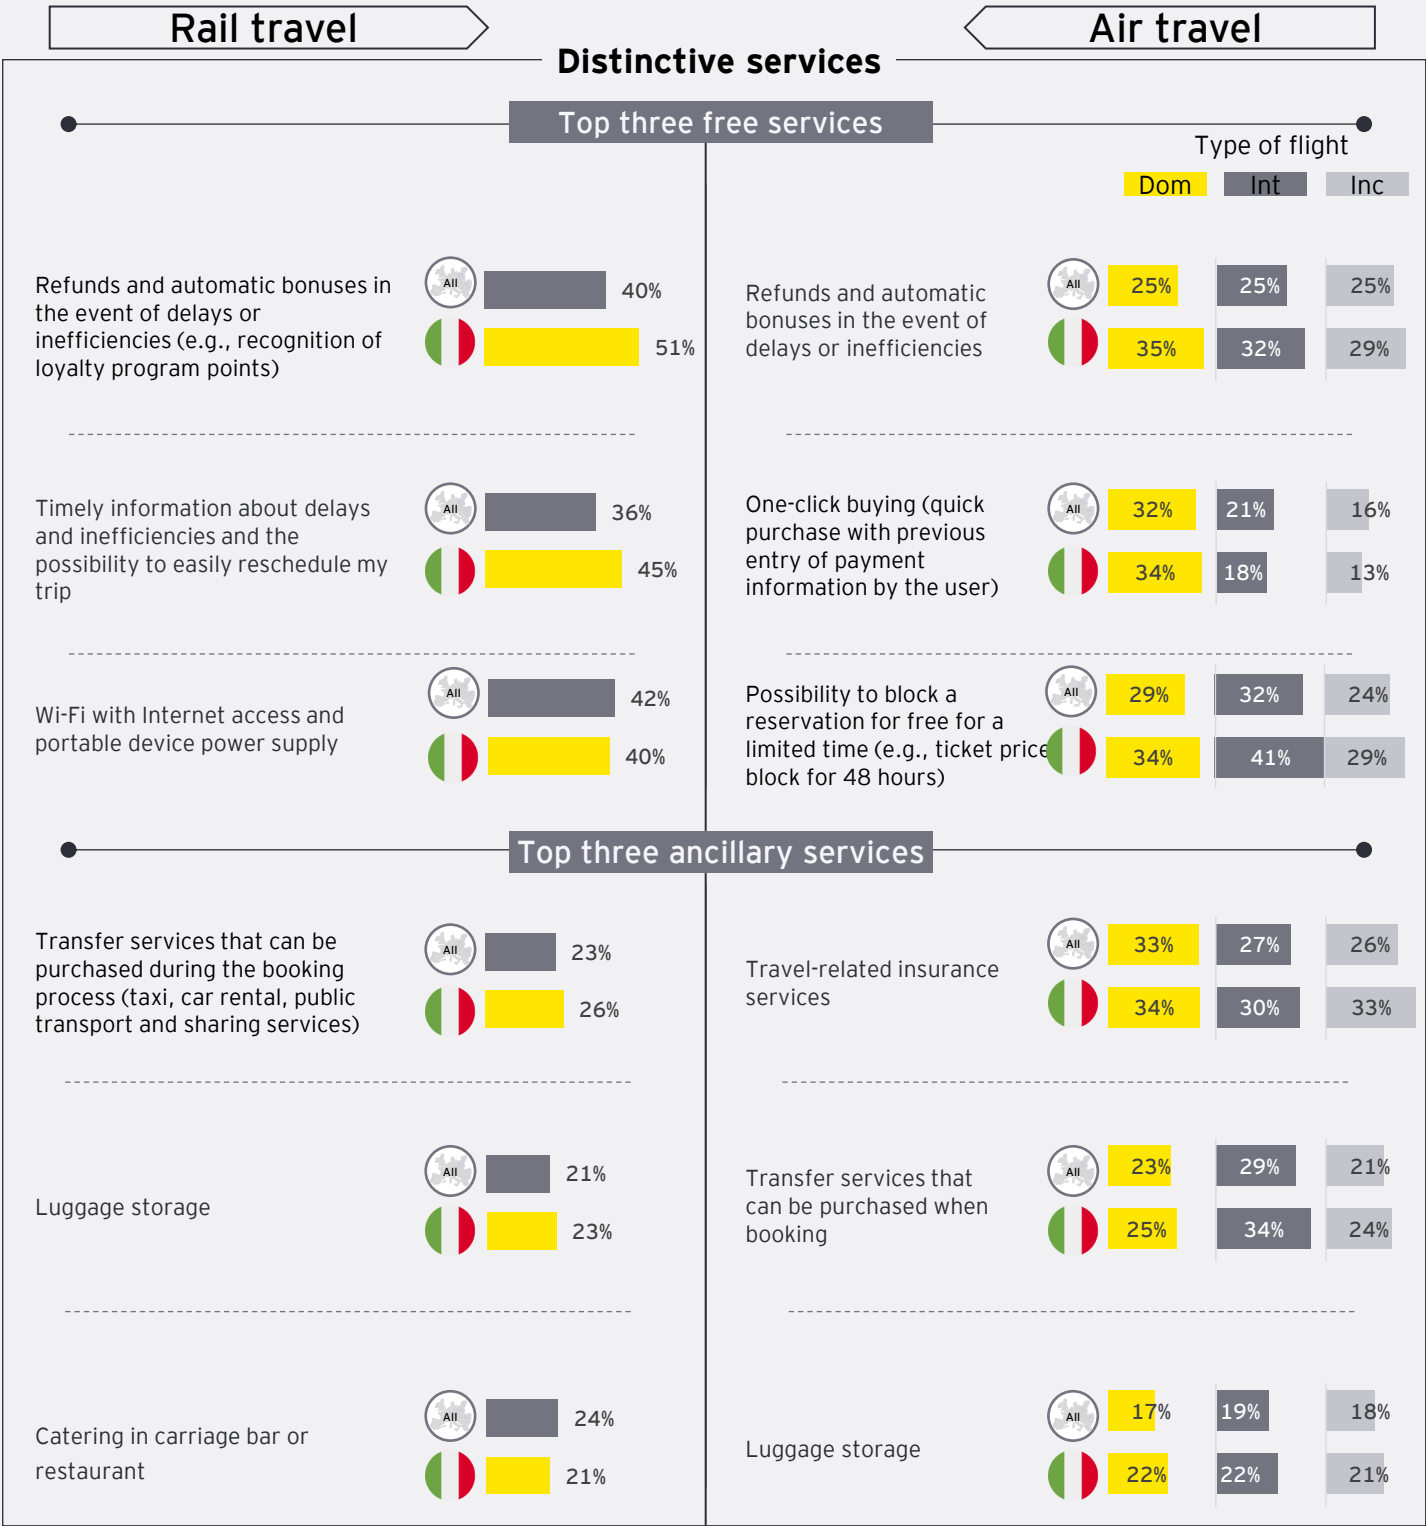 Rail travel
Air travel
Distinctive services
Top three free services
Type of flight
Dom
Int
Inc
Refunds and automatic bonuses in
the event of delays or
inefficiencies (e.g., recognition of
loyalty program points)
All
40%
51%
Refunds and automatic
bonuses in the event of
delays or inefficiencies
All
25%
25%
25%
35%
32%
29%
Timely information about delays
and inefficiencies and the
possibility to easily reschedule my
trip
All
36%
45%
One-click buying (quick
purchase with previous
entry of payment
information by the user)
All
32%
21%
16%
34%
18%
13%
Wi-Fi with Internet access and
portable device power supply
All
42%
40%
Possibility to block a
reservation for free for a
limited time (e.g., ticket price
block for 48 hours)
All
29%
32%
24%
34%
41%
29%
Top three ancillary services
Transfer services that can be
purchased during the booking
process (taxi, car rental, public
transport and sharing services)
All
23%
26%
Travel-related insurance
services
All
33%
27%
26%
34%
30%
33%
Luggage storage
All
21%
23%
Transfer services that
can be purchased when
booking
All
23%
29%
21%
25%
34%
24%
Catering in carriage bar or
restaurant
All
24%
21%
Luggage storage
All
17%
19%
18%
22%
22%
21%